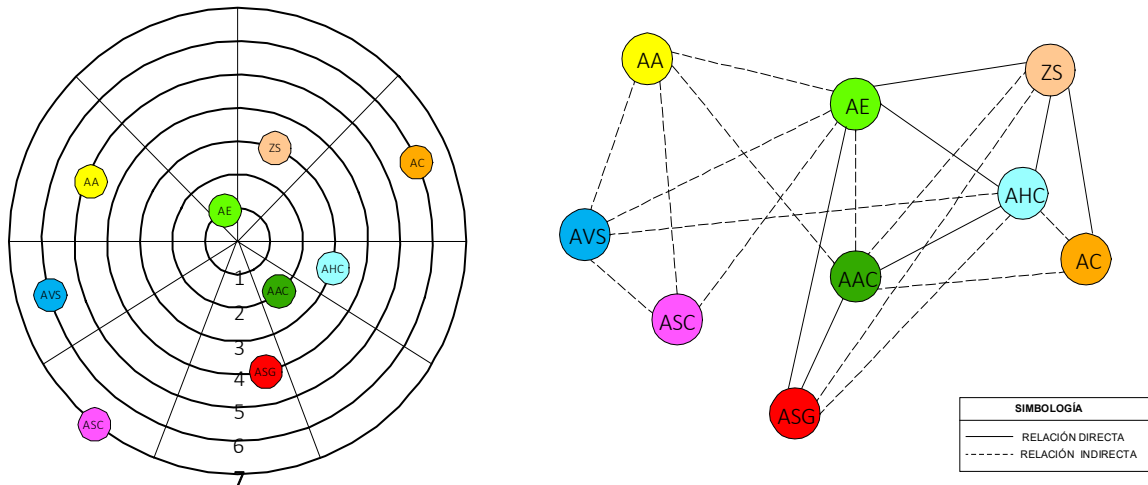 ZS
AC
AA
AE
AHC
AAC
AVS
ASG
ASC
1
2
3
4
5
6
7
AA
ZS
AE
AHC
AVS
AAC
AC
ASC
ASG
SIMBOLOGÍA
RELACIÓN DIRECTA
RELACIÓN INDIRECTA